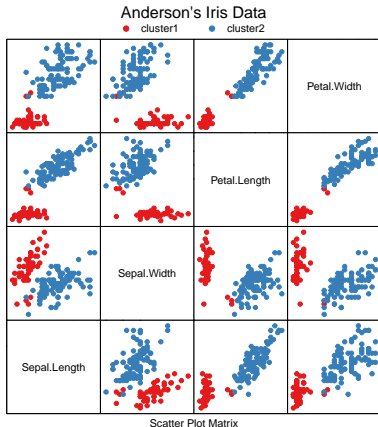 Anderson's Iris Data
cluster1 cluster2
Petal.Width
Petal.Length
Sepal.Width
Sepal.Length
Scatter Plot Matrix